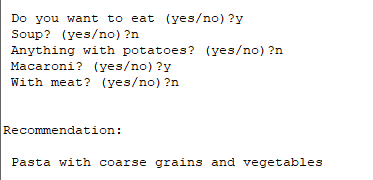 Do you want to eat (yes/no)?y
Soup? (yes/no)?n
Anything with potatoes? (yes/no)?n
Macaroni? (yes/no)?y
With meat? (yes/no)?n
Recommendation:
Pasta with coarse grains and vegetables